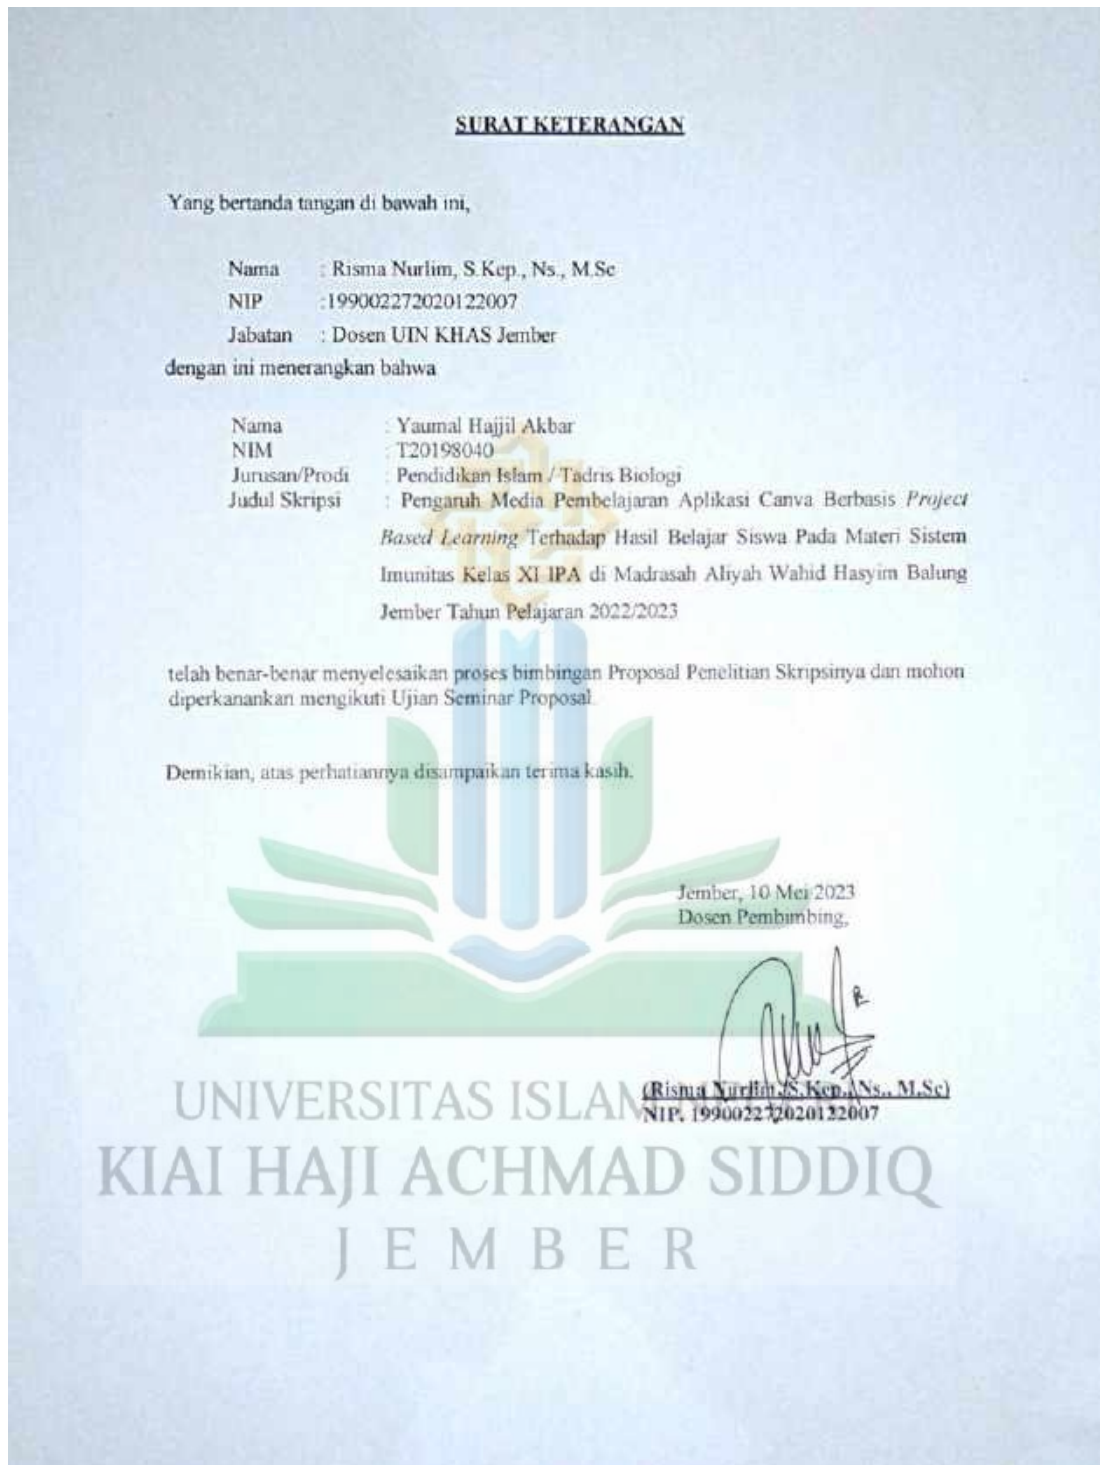 SURAT KETERANGAN
Yang bertanda tangan di bawah ini,
Nama : Risma Nurlim, S.Kep., Ns., M.Sc
NIP :199002272020122007
Jabatan : Dosen UIN KHAS Jember
dengan ini menerangkan bahwa
Nama : Yaumal Hajjil Akbar
NIM : T20198040
Jurusan/Prodi : Pendidikan Islam / Tadris Biologi
Judul Skripsi : Pengaruh Media Pembelajaran Aplikasi Canva Berbasis Project
Based Learning Terhadap Hasil Belajar Siswa Pada Materi Sistem
Imunitas Kelas XI IPA di Madrasah Aliyah Wahid Hasyim Balung
Jember Tahun Pelajaran 2022/2023
telah benar-benar menyelesaikan proses bimbingan Proposal Penelitian Skripsinya dan mohon
diperkanankan mengikuti Ujian Seminar Proposal.
Demikian, atas perhatiannya disampaikan terima kasih.
Jember, 10 Mei 2023
Dosen Pembimbing,
(Risma Nurlim, S.Kep., Ns., M.Sc)
NIP. 199002272020122007
UNIVERSITAS ISLAM
KIAI HAJI ACHMAD SIDDIQ
JEMBER